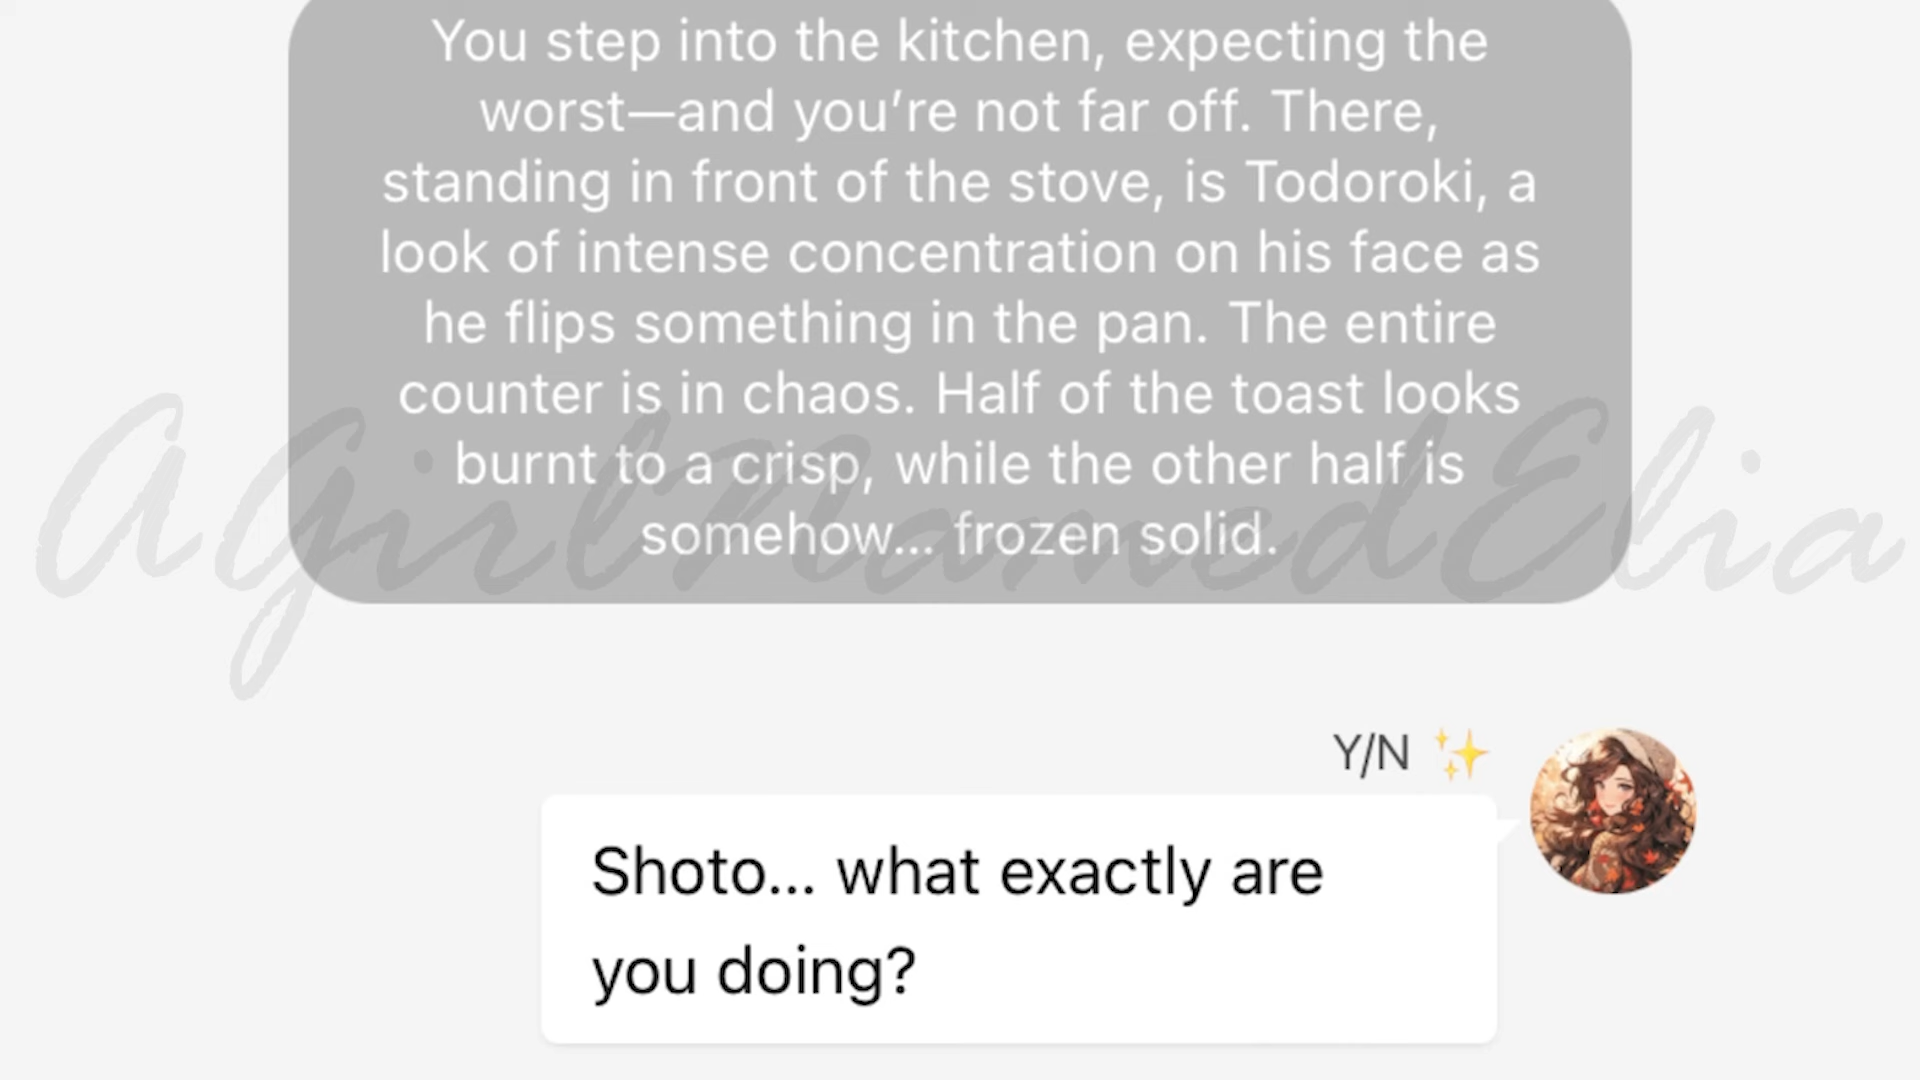 You step into the kitchen, expecting the
worst—and you’re not far off. There,
standing in front of the stove, is Todoroki, a
look of intense concentration on his face as
he flips something in the pan. The entire
counter is in chaos. Half of the toast looks
burnt to a crisp, while the other half is
somehow... frozen solid.
AGirlNamedElia
Y/N ✨
Shoto... what exactly are
you doing?